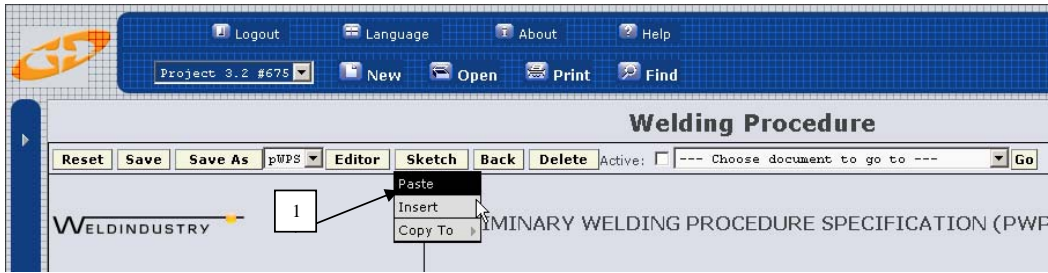 Logout Language About Help
Project 3.2 #675 New Open Print Find
Welding Procedure
Reset Save Save As pWPS Editor Sketch Back Delete Active: --- Choose document to go to --- Go
Paste
1
Insert
WELDINDUSTRY
IMINARY WELDING PROCEDURE SPECIFICATION (PWP
Copy To